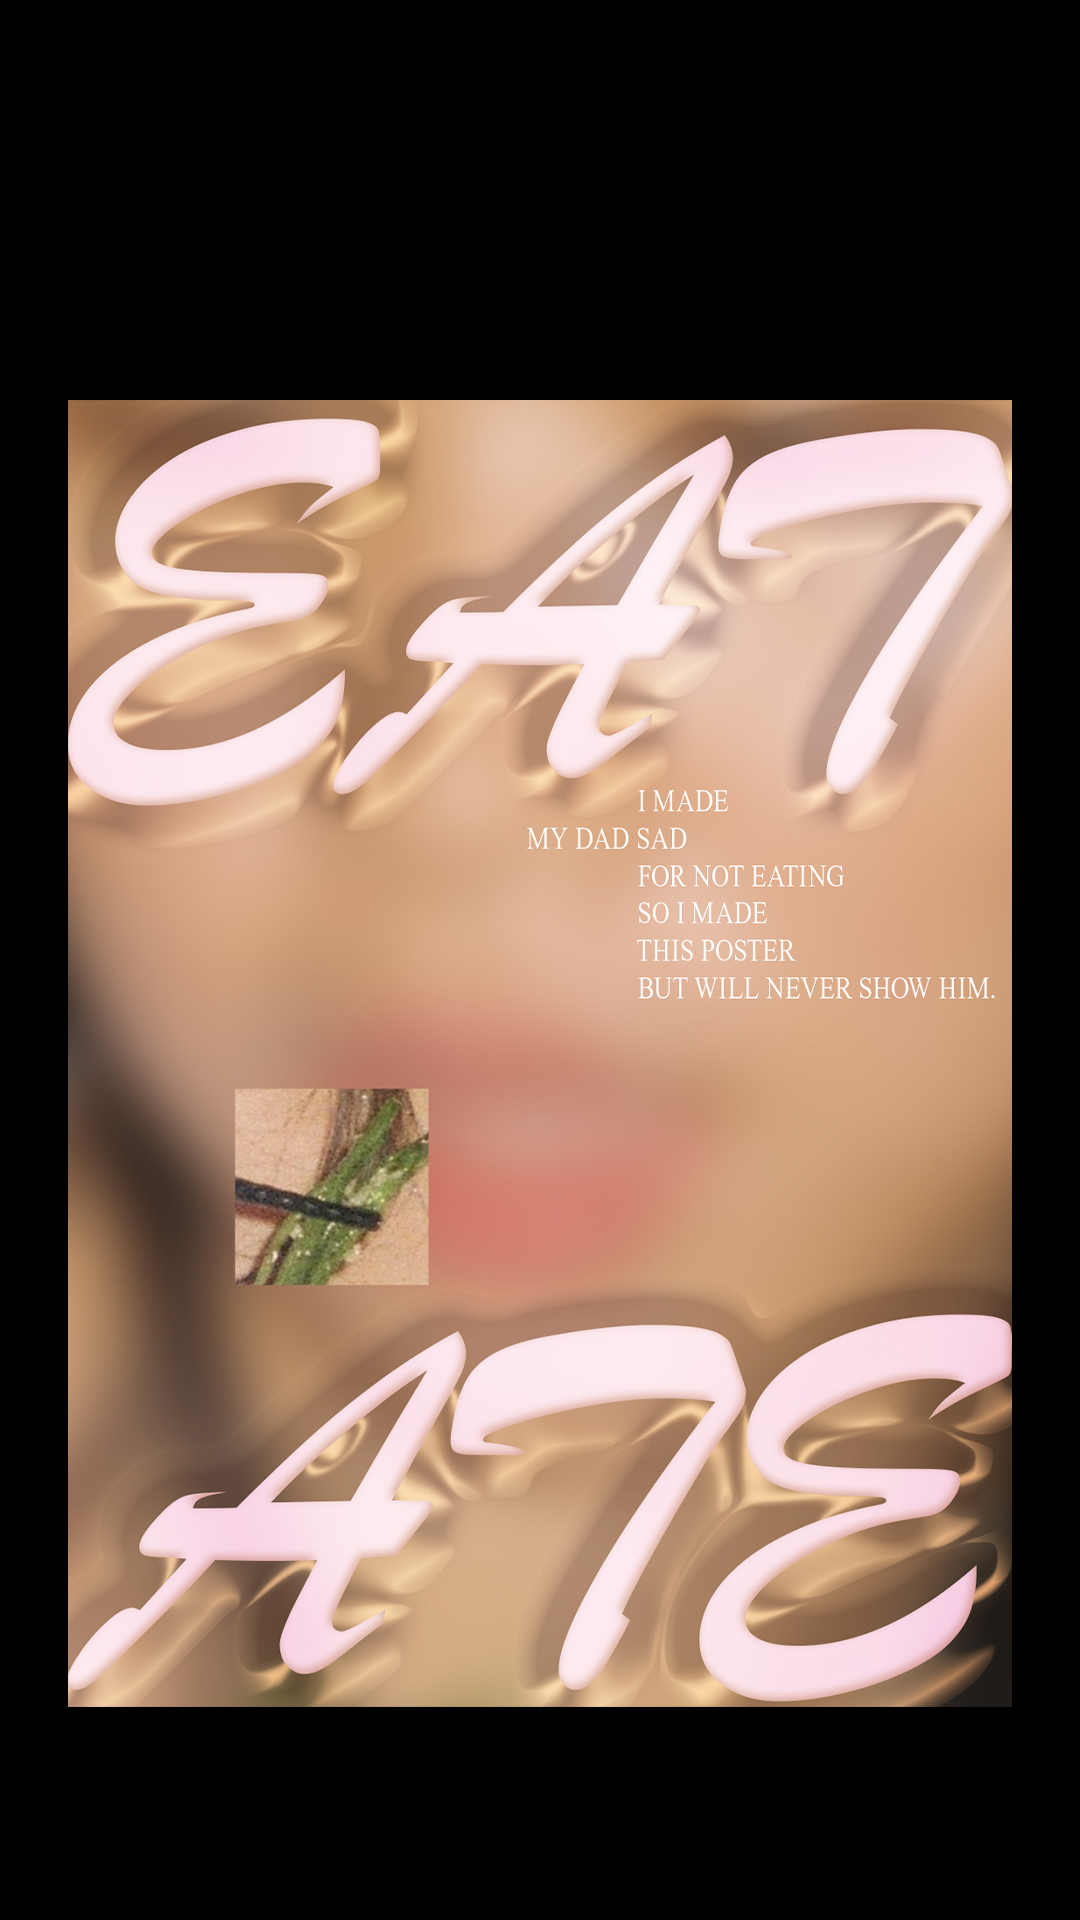 EAT
I MADE
MY DAD SAD
FOR NOT EATING
SO I MADE
THIS POSTER
BUT WILL NEVER SHOW HIM.
ATE